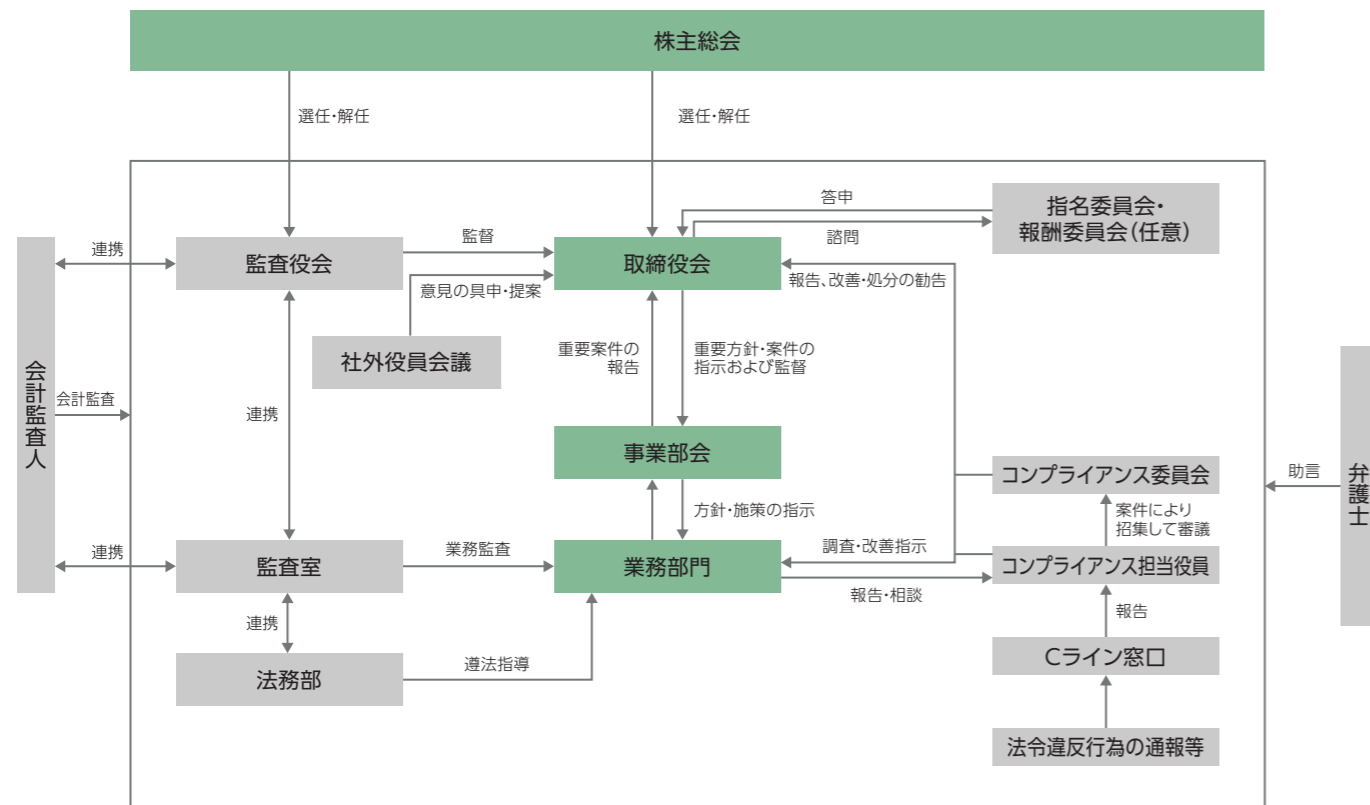 株主総会
選任・解任
選任・解任
答申
諮問
指名委員会・
報酬委員会(任意)
連携
監査役会
監督
取締役会
意見の具申・提案
報告、改善・処分の勧告
社外役員会議
重要案件の
報告
重要方針・案件の
指示および監督
会計監査人
会計監査
連携
事業部会
コンプライアンス委員会
助言
弁護士
方針・施策の指示
案件により
招集して審議
連携
監査室
業務監査
業務部門
調査・改善指示
コンプライアンス担当役員
報告・相談
連携
報告
法務部
遵法指導
Cライン窓口
法令違反行為の通報等